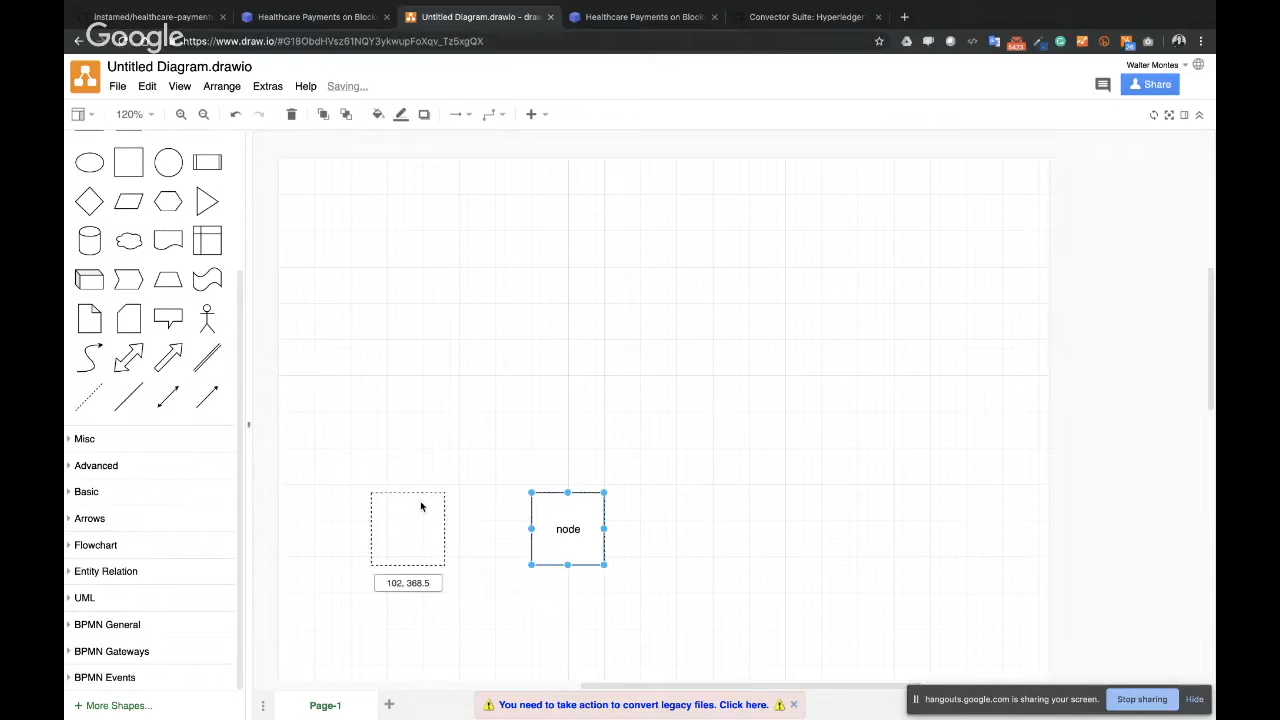 instamed/healthcare-payments
Healthcare Payments on Block
Untitled Diagram.drawio - draw
Healthcare Payments on Block
Convector Suite: Hyperledger
Google
https://www.draw.io/#G18ObdHVsz61NQY3ykwupFoXqv_Tz5xgQX
5423
26
Untitled Diagram.drawio
Walter Montes
File Edit View Arrange Extras Help Saving...
Share
120%
node
102, 368.5
Misc
Advanced
Basic
Arrows
Flowchart
Entity Relation
UML
BPMN General
BPMN Gateways
BPMN Events
+ More Shapes...
Page-1
You need to take action to convert legacy files. Click here.
hangouts.google.com is sharing your screen.
Stop sharing
Hide